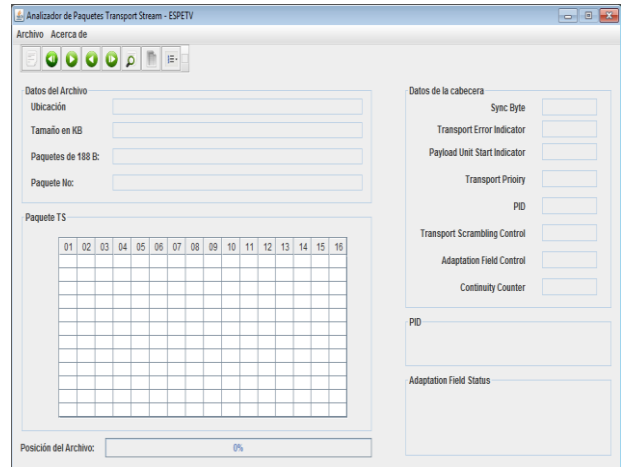 Analizador de Paquetes Transport Stream - ESPETV
Archivo Acerca de
Datos del Archivo
Ubicación
Tamaño en KB
Paquetes de 188 B:
Paquete No:
Paquete TS
01 02 03 04 05 06 07 08 09 10 11 12 13 14 15 16
Posición del Archivo:
0%
Datos de la cabecera
Sync Byte
Transport Error Indicator
Payload Unit Start Indicator
Transport Prioiry
PID
Transport Scrambling Control
Adaptation Field Control
Continuity Counter
PID
Adaptation Field Status